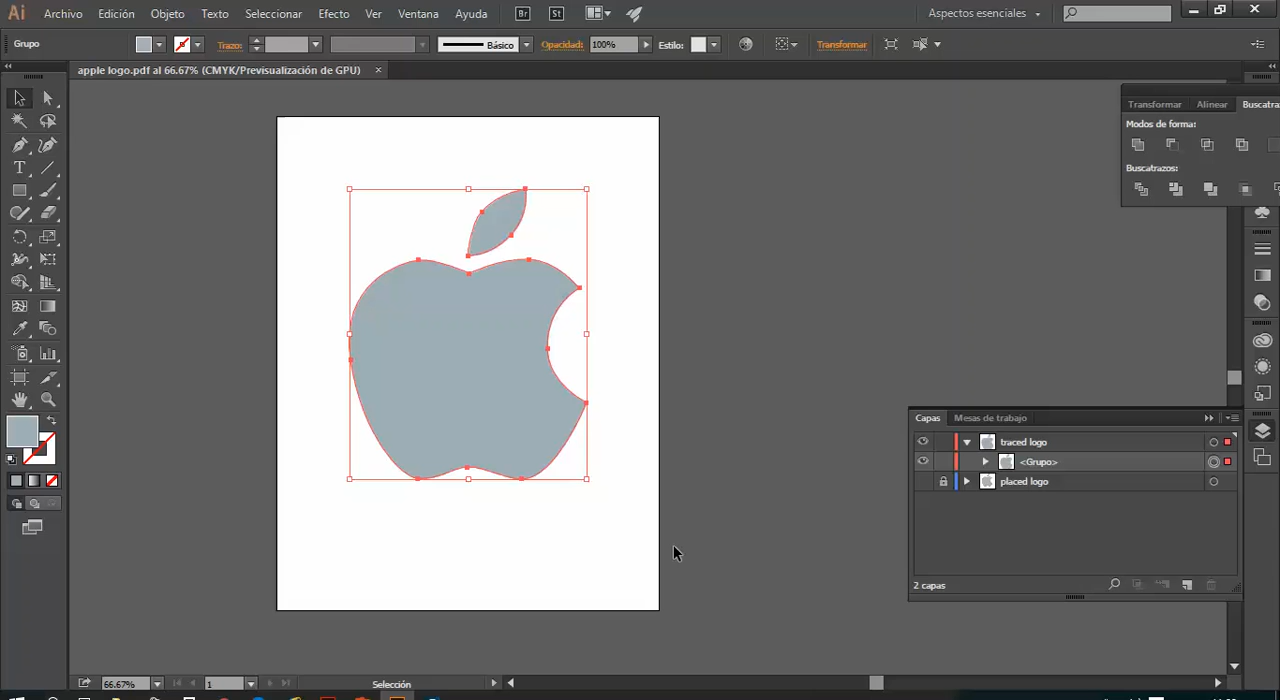 Ai Archivo Edición Objeto Texto Seleccionar Efecto Ver Ventana Ayuda Br St Aspectos esenciales
Grupo Trazo: Básico Opacidad: 100% Estilo: Transformar
apple logo.pdf al 66.67% (CMYK/Previsualización de GPU) ×
Transformar Alinear Buscatra
Modos de forma:
Buscatrazos:
Capas Mesas de trabajo
traced logo
<Grupo>
placed logo
2 capas
66.67% 1 Selección